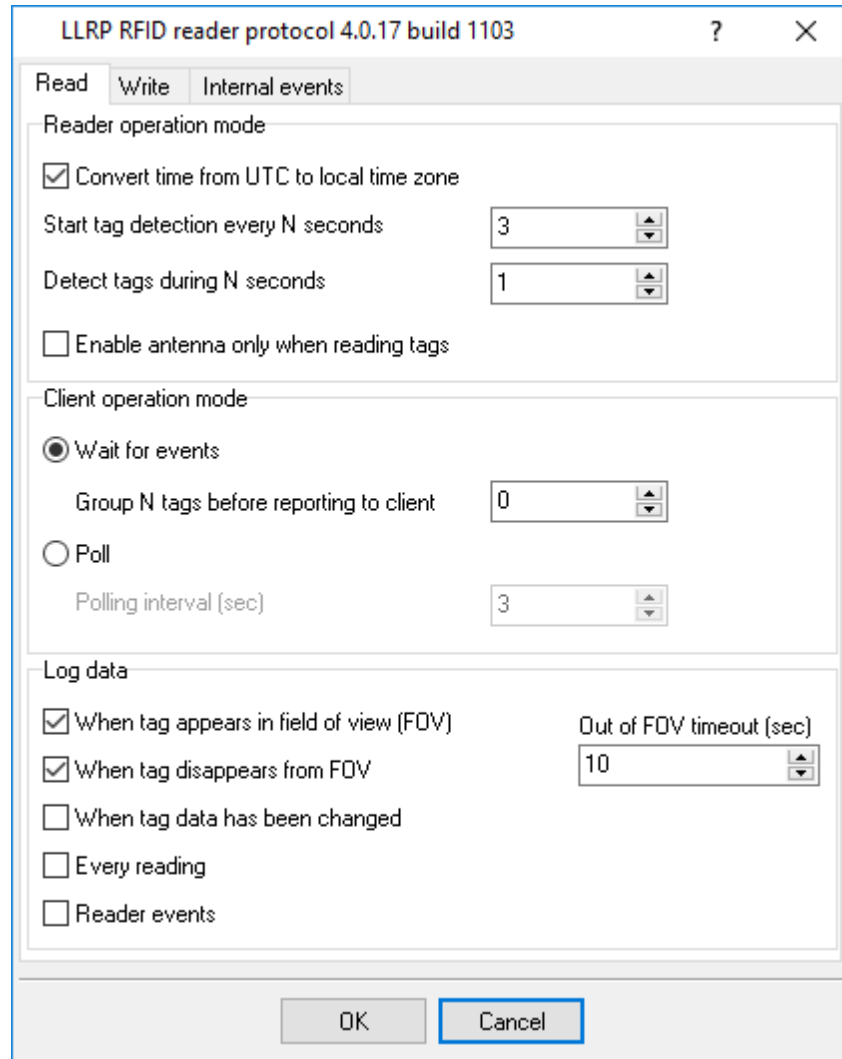 LLRP RFID reader protocol 4.0.17 build 1103 ?
Read Write Internal events
Reader operation mode
Convert time from UTC to local time zone
Start tag detection every N seconds 3
Detect tags during N seconds 1
Enable antenna only when reading tags
Client operation mode
Wait for events
Group N tags before reporting to client 0
Poll
Polling interval (sec) 3
Log data
When tag appears in field of view (FOV) Out of FOV timeout (sec)
When tag disappears from FOV 10
When tag data has been changed
Every reading
Reader events
OK Cancel